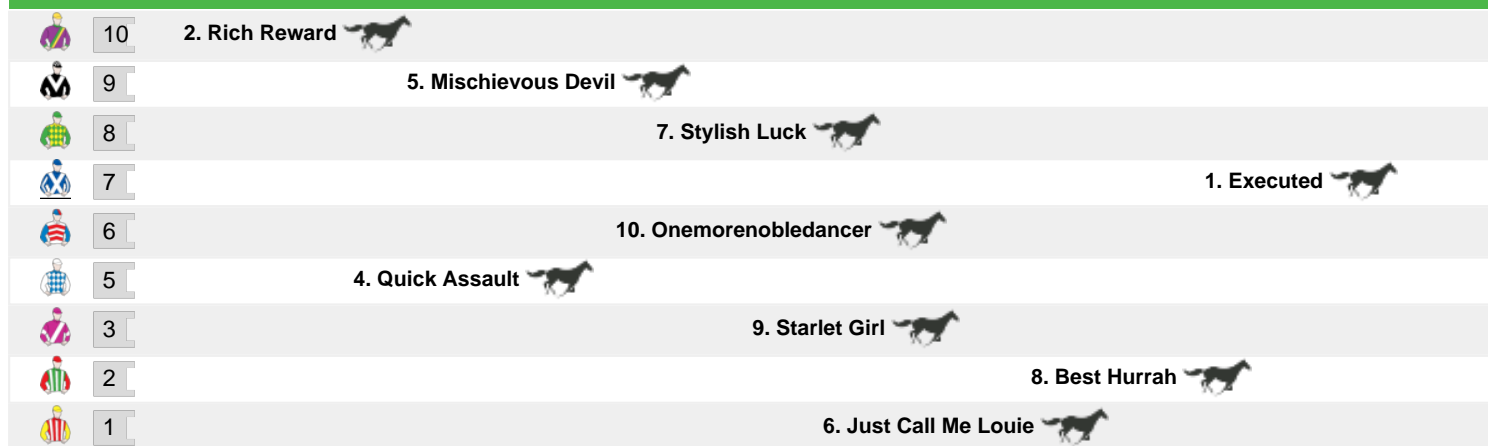 10 2. Rich Reward
9 5. Mischievous Devil
8 7. Stylish Luck
7 1. Executed
6 10. Onemorenobledancer
5 4. Quick Assault
3 9. Starlet Girl
2 8. Best Hurrah
1 6. Just Call Me Louie